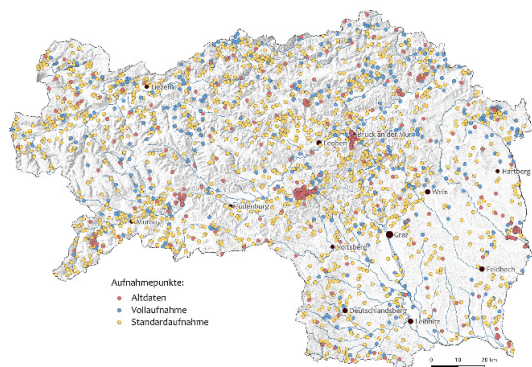 Liezen
Bruck an der Mur
Leoben
Hartberg
Weiz
Judenburg
Murau
Graz
Voitsberg
Feldbach
Aufnahmepunkte:
Altdaten
Vollaufnahme
Standardaufnahme
Deutschlandsberg
Leibnitz
0 10 20 km